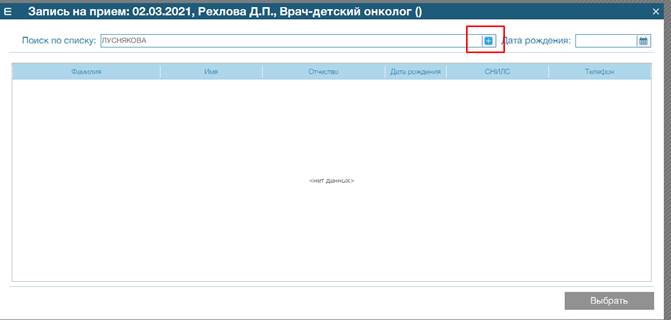 Запись на прием: 02.03.2021, Рехлова Д.П., Врач-детский онколог ()
Поиск по списку: ЛУСНЯКОВА Дата рождения:
Фамилия Имя Отчество Дата рождения СНИЛС Телефон
<нет данных>
Выбрать